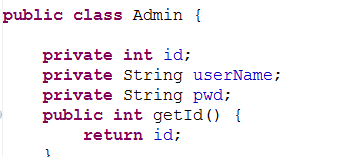 public class Admin {
private int id;
private String userName;
private String pwd;
public int getId() {
return id;
}